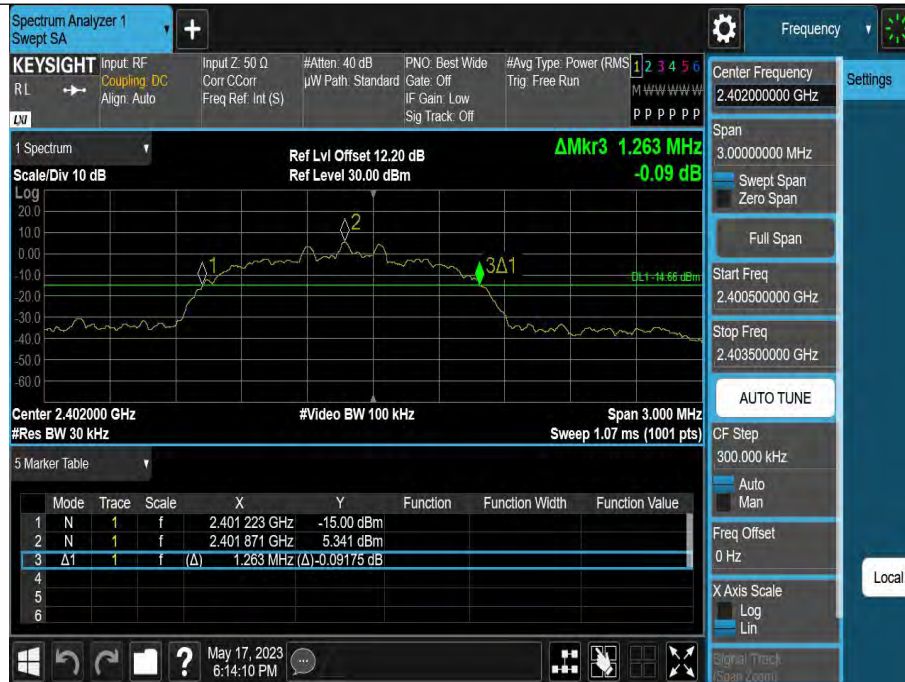 Spectrum Analyzer 1
Swept SA
+
Frequency
KEYSIGHT
RL
LXI
Input: RF
Coupling: DC
Align: Auto
Input Z: 50 Ω
Corr CCorr
Freq Ref: Int (S)
#Atten: 40 dB
µW Path: Standard
PNO: Best Wide
Gate: Off
IF Gain: Low
Sig Track: Off
#Avg Type: Power (RMS
Trig: Free Run
1 2 3 4 5 6
M W W W W W
P P P P P P
1 Spectrum
Scale/Div 10 dB
Ref Lvl Offset 12.20 dB
Ref Level 30.00 dBm
ΔMkr3 1.263 MHz
-0.09 dB
Log
20.0
10.0
0.00
-10.0
-20.0
-30.0
-40.0
-50.0
-60.0
1
2
3Δ1
DL1 -14.66 dBm
Center 2.402000 GHz
#Video BW 100 kHz
Span 3.000 MHz
#Res BW 30 kHz
Sweep 1.07 ms (1001 pts)
5 Marker Table
Mode Trace Scale X Y Function Function Width Function Value
1 N 1 f 2.401 223 GHz -15.00 dBm
2 N 1 f 2.401 871 GHz 5.341 dBm
3 Δ1 1 f (Δ) 1.263 MHz (Δ) -0.09175 dB
4
5
6
May 17, 2023
6:14:10 PM
?
Center Frequency
2.402000000 GHz
Settings
Span
3.00000000 MHz
Swept Span
Zero Span
Full Span
Start Freq
2.400500000 GHz
Stop Freq
2.403500000 GHz
AUTO TUNE
CF Step
300.000 kHz
Auto
Man
Freq Offset
0 Hz
Local
X Axis Scale
Log
Lin
Signal Track
(Span Zoom)